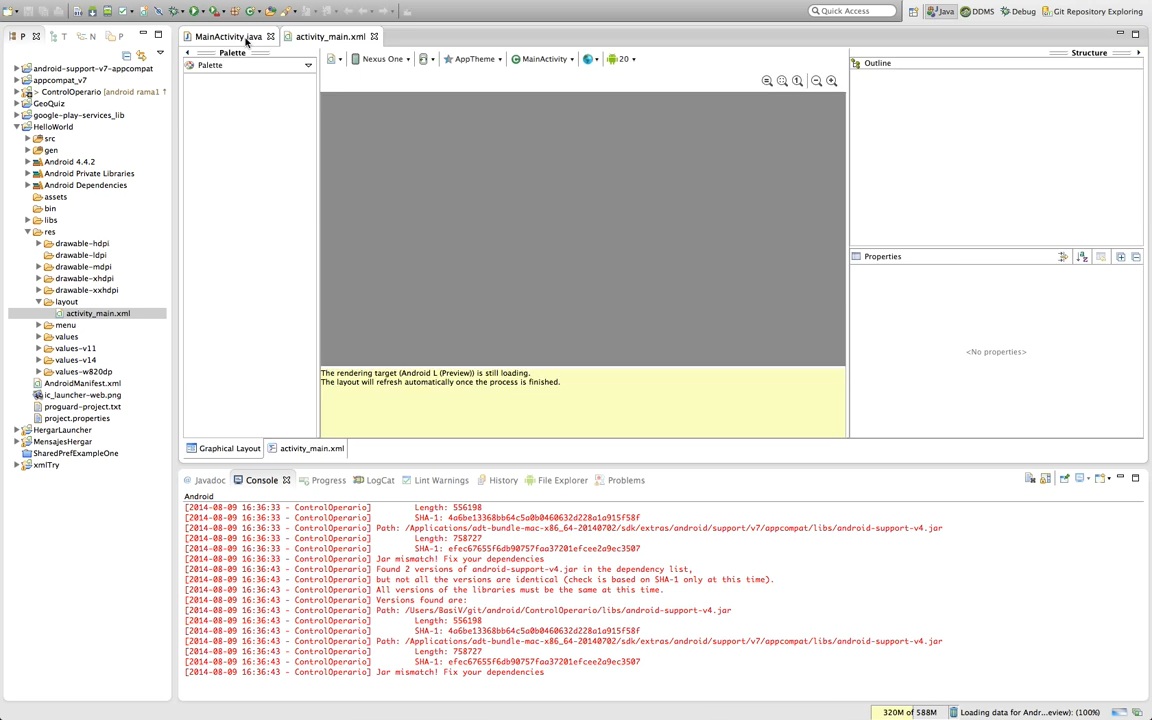 Quick Access
Java
DDMS
Debug
Git Repository Exploring
P
T
N
P
MainActivity.java
activity_main.xml
Palette
Structure
Palette
Nexus One
AppTheme
MainActivity
20
Outline
android-support-v7-appcompat
appcompat_v7
> ControlOperario [android rama1 ↑
GeoQuiz
google-play-services_lib
HelloWorld
src
gen
Android 4.4.2
Android Private Libraries
Android Dependencies
assets
bin
libs
res
drawable-hdpi
drawable-ldpi
drawable-mdpi
drawable-xhdpi
drawable-xxhdpi
layout
activity_main.xml
menu
values
values-v11
values-v14
values-w820dp
AndroidManifest.xml
ic_launcher-web.png
proguard-project.txt
project.properties
HergarLauncher
MensajesHergar
SharedPrefExampleOne
xmlTry
Properties
<No properties>
The rendering target (Android L (Preview)) is still loading.
The layout will refresh automatically once the process is finished.
Graphical Layout
activity_main.xml
Javadoc
Console
Progress
LogCat
Lint Warnings
History
File Explorer
Problems
Android
[2014-08-09 16:36:33 - ControlOperario] Length: 556198
[2014-08-09 16:36:33 - ControlOperario] SHA-1: 4a6be13368bb64c5a0b0460632d228a1a915f58f
[2014-08-09 16:36:33 - ControlOperario] Path: /Applications/adt-bundle-mac-x86_64-20140702/sdk/extras/android/support/v7/appcompat/libs/android-support-v4.jar
[2014-08-09 16:36:33 - ControlOperario] Length: 758727
[2014-08-09 16:36:33 - ControlOperario] SHA-1: efec67655f6db90757faa37201efcee2a9ec3507
[2014-08-09 16:36:33 - ControlOperario] Jar mismatch! Fix your dependencies
[2014-08-09 16:36:43 - ControlOperario] Found 2 versions of android-support-v4.jar in the dependency list,
[2014-08-09 16:36:43 - ControlOperario] but not all the versions are identical (check is based on SHA-1 only at this time).
[2014-08-09 16:36:43 - ControlOperario] All versions of the libraries must be the same at this time.
[2014-08-09 16:36:43 - ControlOperario] Versions found are:
[2014-08-09 16:36:43 - ControlOperario] Path: /Users/BasiV/git/android/ControlOperario/libs/android-support-v4.jar
[2014-08-09 16:36:43 - ControlOperario] Length: 556198
[2014-08-09 16:36:43 - ControlOperario] SHA-1: 4a6be13368bb64c5a0b0460632d228a1a915f58f
[2014-08-09 16:36:43 - ControlOperario] Path: /Applications/adt-bundle-mac-x86_64-20140702/sdk/extras/android/support/v7/appcompat/libs/android-support-v4.jar
[2014-08-09 16:36:43 - ControlOperario] Length: 758727
[2014-08-09 16:36:43 - ControlOperario] SHA-1: efec67655f6db90757faa37201efcee2a9ec3507
[2014-08-09 16:36:43 - ControlOperario] Jar mismatch! Fix your dependencies
320M of 588M
Loading data for Andr...eview): (100%)